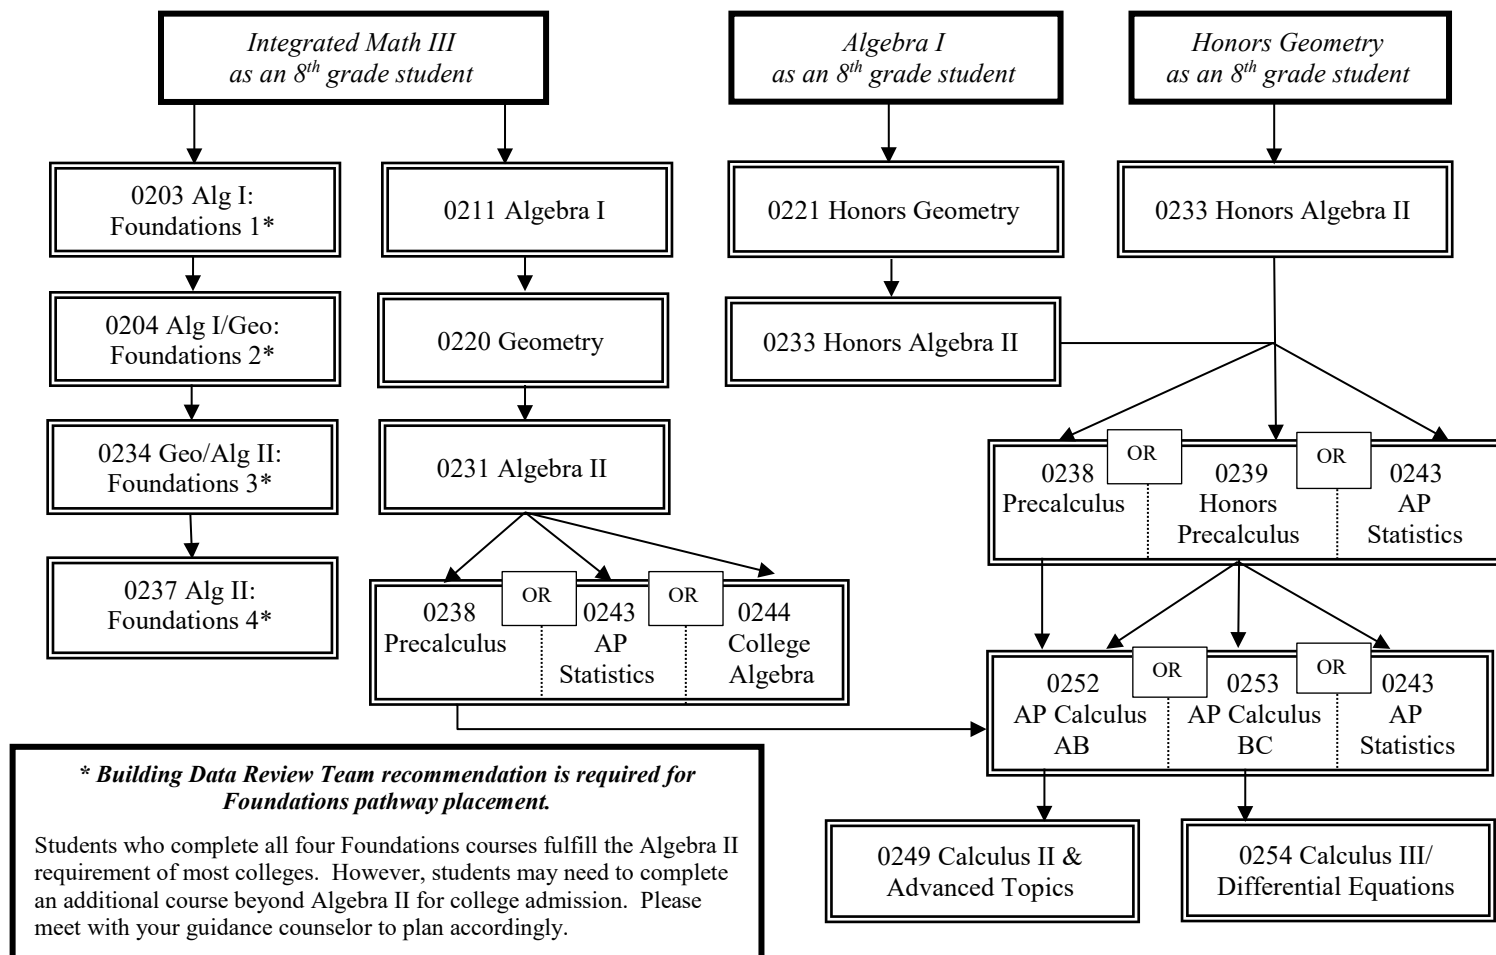 Integrated Math III
as an 8th grade student
Algebra I
as an 8th grade student
Honors Geometry
as an 8th grade student
0203 Alg I:
Foundations 1*
0211 Algebra I
0221 Honors Geometry
0233 Honors Algebra II
0204 Alg I/Geo:
Foundations 2*
0220 Geometry
0233 Honors Algebra II
0234 Geo/Alg II:
Foundations 3*
0231 Algebra II
0238
Precalculus
OR
0239
Honors
Precalculus
OR
0243
AP
Statistics
0237 Alg II:
Foundations 4*
0238
Precalculus
OR
0243
AP
Statistics
OR
0244
College
Algebra
0252
AP Calculus
AB
OR
0253
AP Calculus
BC
OR
0243
AP
Statistics
* Building Data Review Team recommendation is required for
Foundations pathway placement.
Students who complete all four Foundations courses fulfill the Algebra II
requirement of most colleges. However, students may need to complete
an additional course beyond Algebra II for college admission. Please
meet with your guidance counselor to plan accordingly.
0249 Calculus II &
Advanced Topics
0254 Calculus III/
Differential Equations